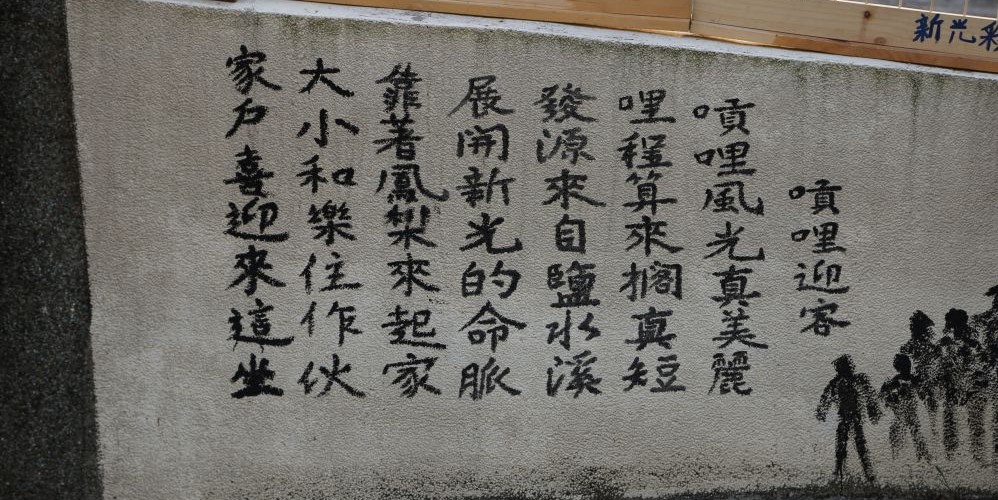 嗊哩迎客
嗊哩風光真美麗
哩程算來擱真短
發源來自鹽水溪
展開新光的命脈
靠著鳳梨來起家
大小和樂住作伙
家戶喜迎來這坐
新光彩